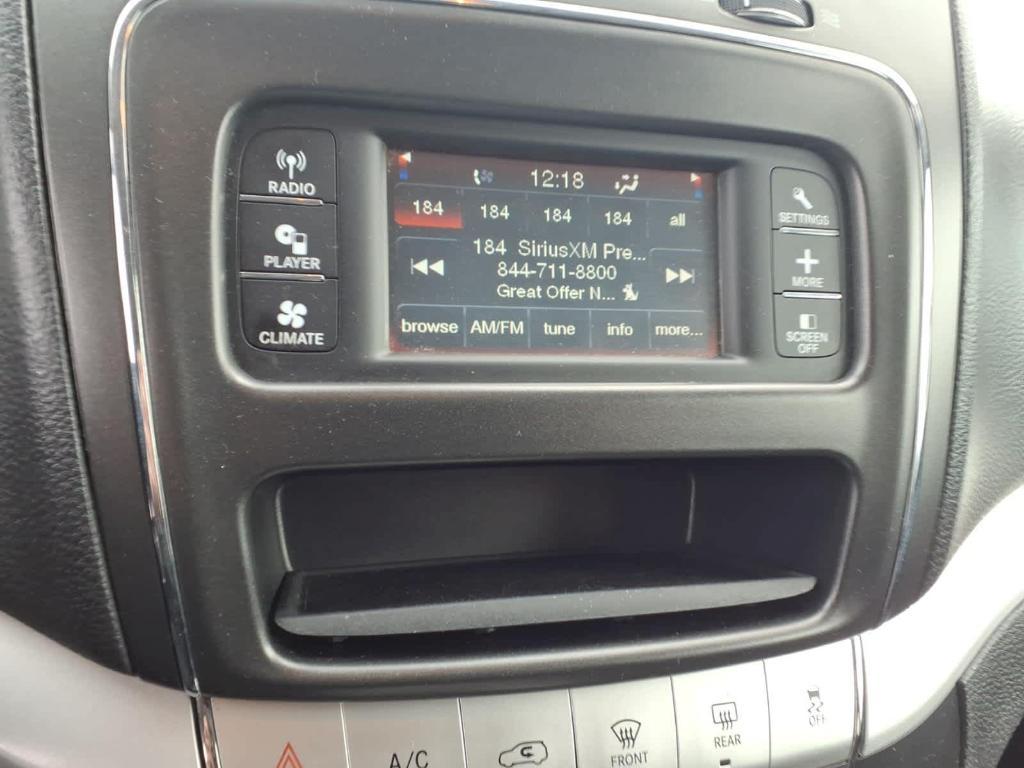 RADIO
PLAYER
CLIMATE
12:18
184 184 184 184 all
184 SiriusXM Pre...
844-711-8800
Great Offer N...
browse AM/FM tune info more...
SETTINGS
MORE
SCREEN
OFF
A/C
FRONT
REAR
OFF